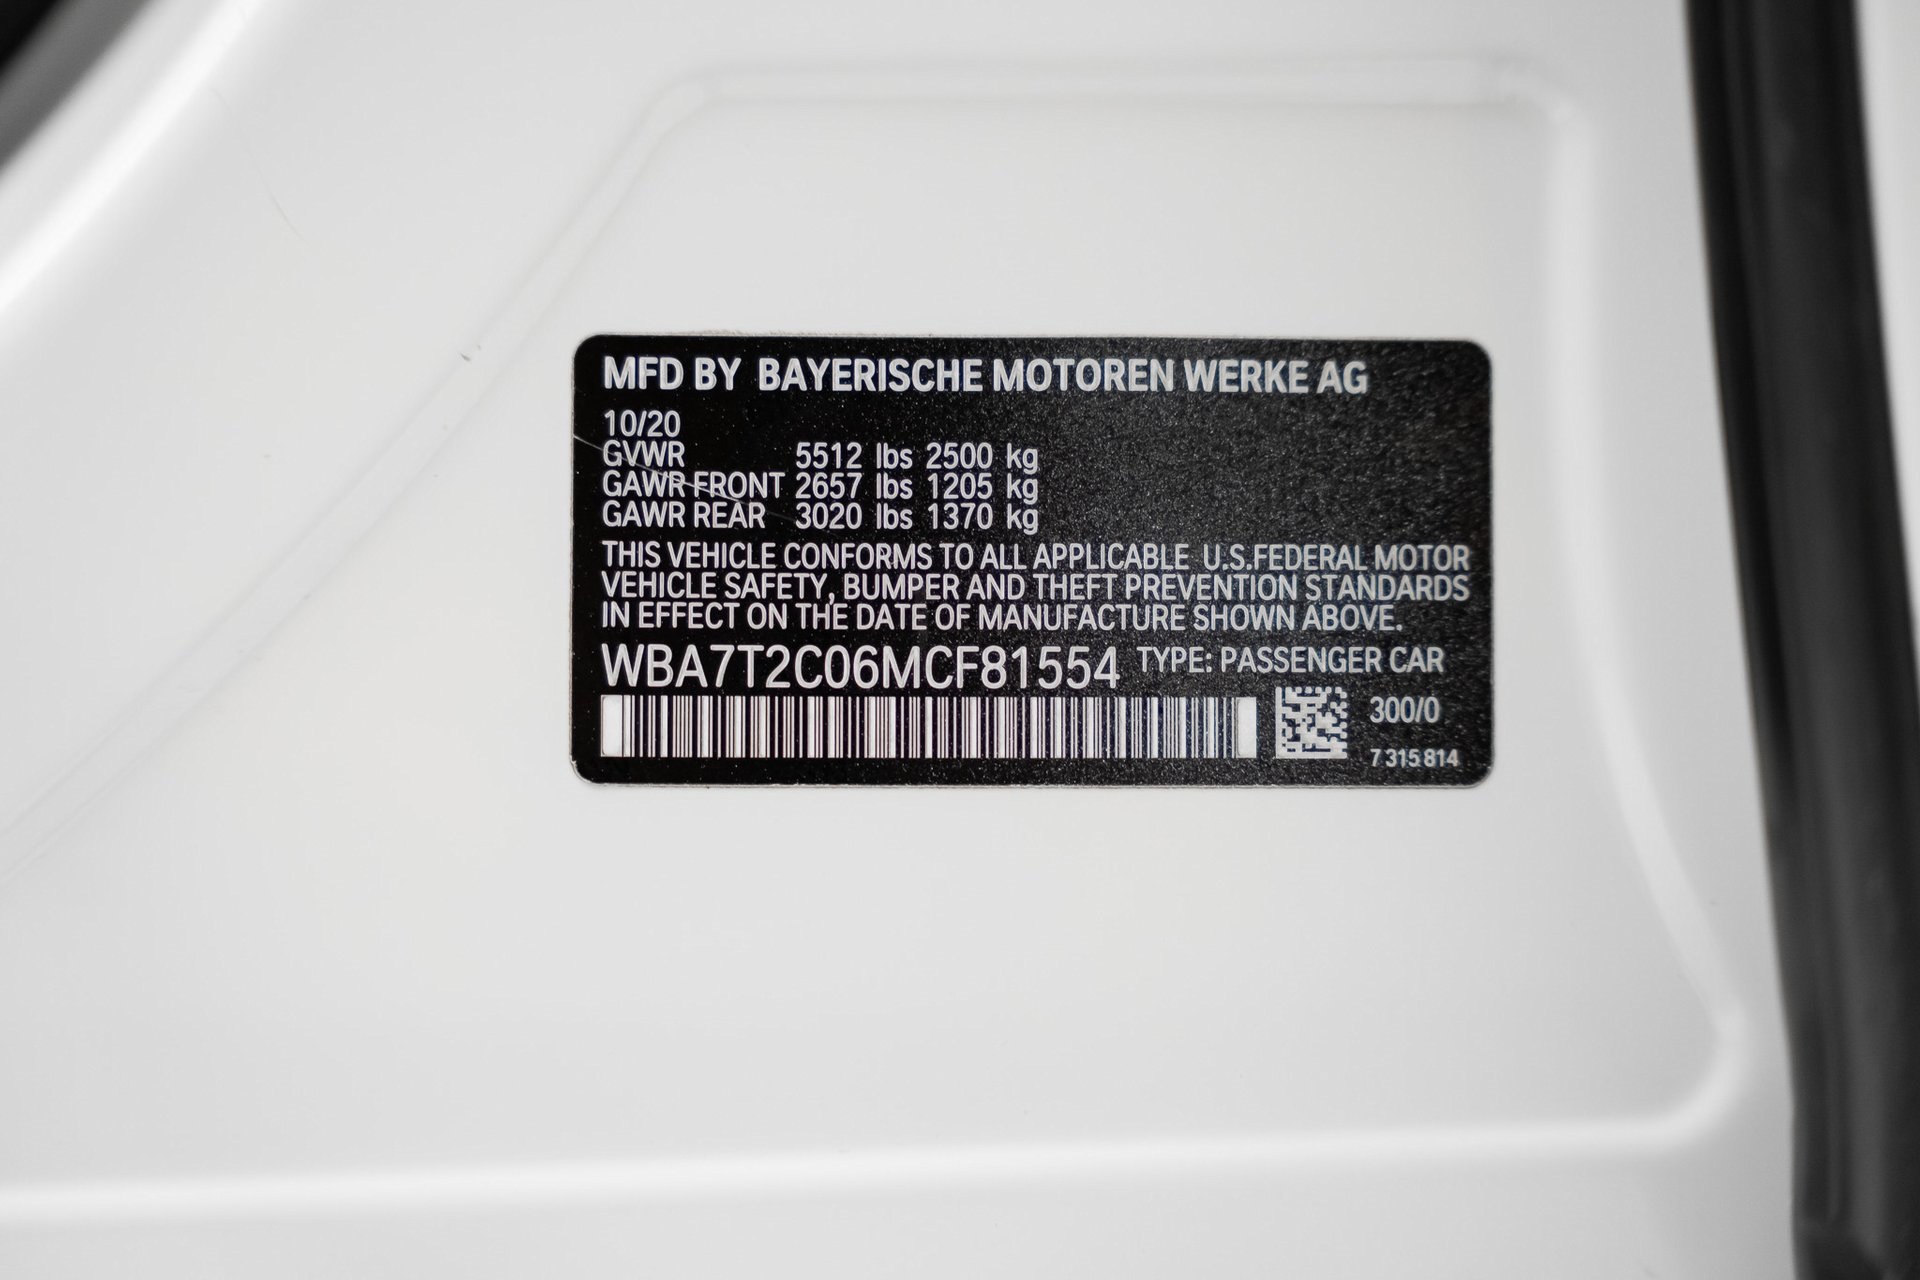 MFD BY BAYERISCHE MOTOREN WERKE AG
10/20
GVWR 5512 lbs 2500 kg
GAWR FRONT 2657 lbs 1205 kg
GAWR REAR 3020 lbs 1370 kg
THIS VEHICLE CONFORMS TO ALL APPLICABLE U.S.FEDERAL MOTOR
VEHICLE SAFETY, BUMPER AND THEFT PREVENTION STANDARDS
IN EFFECT ON THE DATE OF MANUFACTURE SHOWN ABOVE.
WBA7T2C06MCF81554 TYPE: PASSENGER CAR
300/0
7 315 814